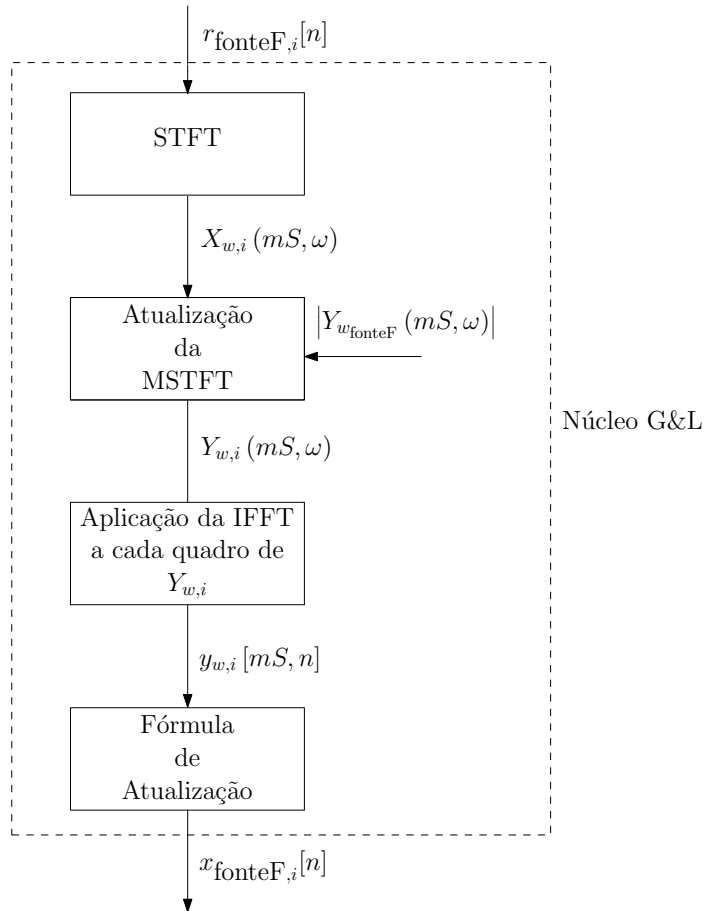 r_{fonteF,i}[n]
STFT
X_{w,i} (mS, ω)
Atualização
da
MSTFT
|Y_{w_{fonteF}} (mS, ω)|
Núcleo G&L
Y_{w,i} (mS, ω)
Aplicação da IFFT
a cada quadro de
Y_{w,i}
y_{w,i} [mS, n]
Fórmula
de
Atualização
x_{fonteF,i}[n]